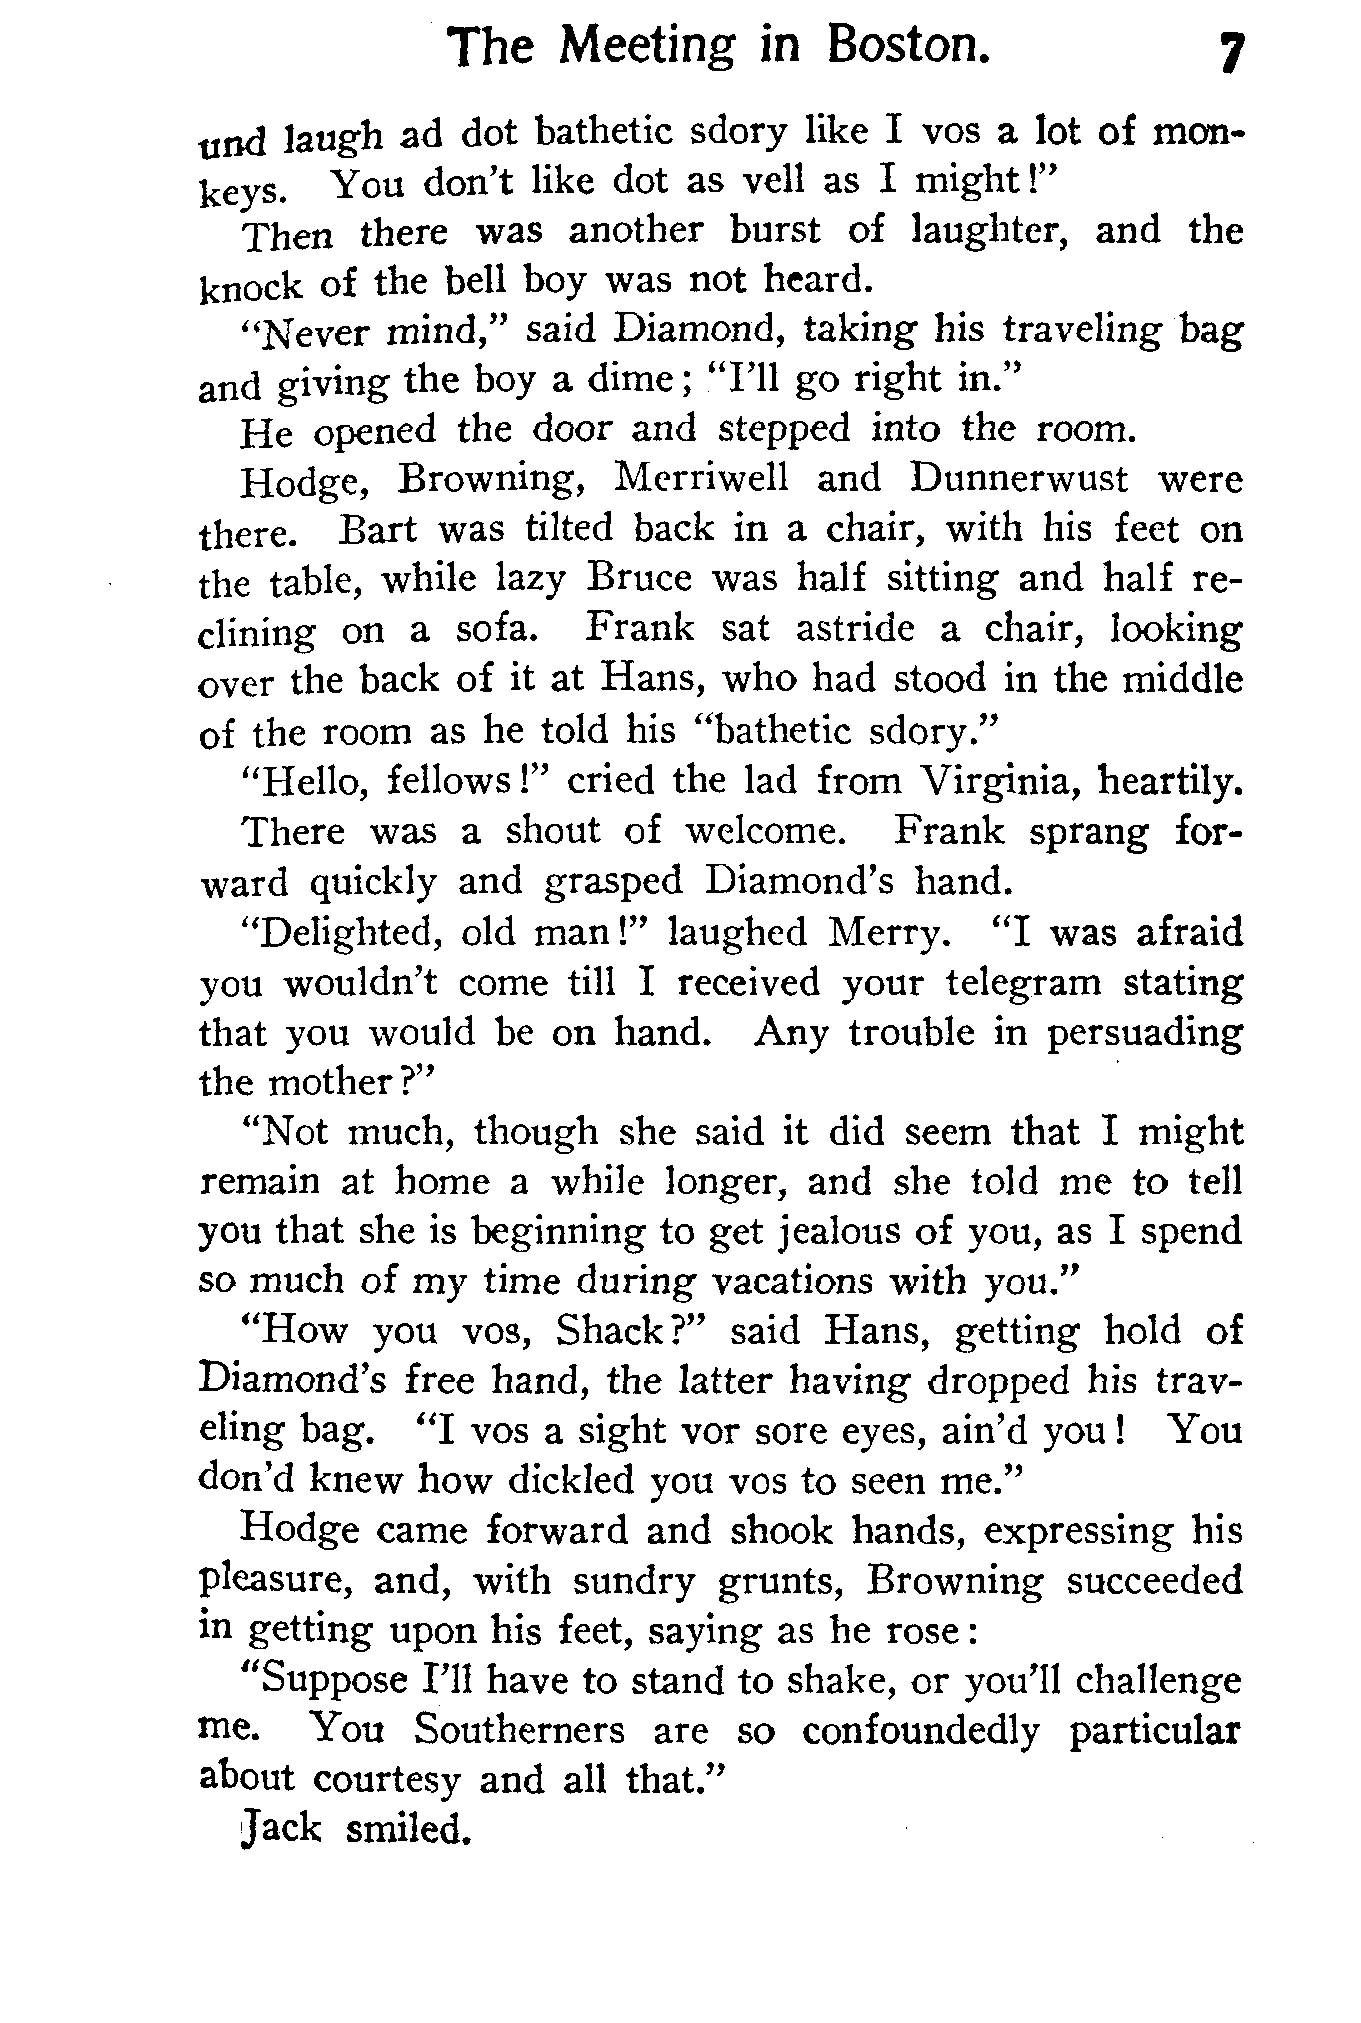 The Meeting in Boston. 7
und laugh ad dot bathetic sdory like I vos a lot of mon-
keys. You don't like dot as vell as I might!"
Then there was another burst of laughter, and the
knock of the bell boy was not heard.
"Never mind," said Diamond, taking his traveling bag
and giving the boy a dime; "I'll go right in."
He opened the door and stepped into the room.
Hodge, Browning, Merriwell and Dunnerwust were
there. Bart was tilted back in a chair, with his feet on
the table, while lazy Bruce was half sitting and half re-
clining on a sofa. Frank sat astride a chair, looking
over the back of it at Hans, who had stood in the middle
of the room as he told his "bathetic sdory."
"Hello, fellows!" cried the lad from Virginia, heartily.
There was a shout of welcome. Frank sprang for-
ward quickly and grasped Diamond's hand.
"Delighted, old man!" laughed Merry. "I was afraid
you wouldn't come till I received your telegram stating
that you would be on hand. Any trouble in persuading
the mother?"
"Not much, though she said it did seem that I might
remain at home a while longer, and she told me to tell
you that she is beginning to get jealous of you, as I spend
so much of my time during vacations with you."
"How you vos, Shack?" said Hans, getting hold of
Diamond's free hand, the latter having dropped his trav-
eling bag. "I vos a sight vor sore eyes, ain'd you! You
don'd knew how dickled you vos to seen me."
Hodge came forward and shook hands, expressing his
pleasure, and, with sundry grunts, Browning succeeded
in getting upon his feet, saying as he rose:
"Suppose I'll have to stand to shake, or you'll challenge
me. You Southerners are so confoundedly particular
about courtesy and all that."
Jack smiled.